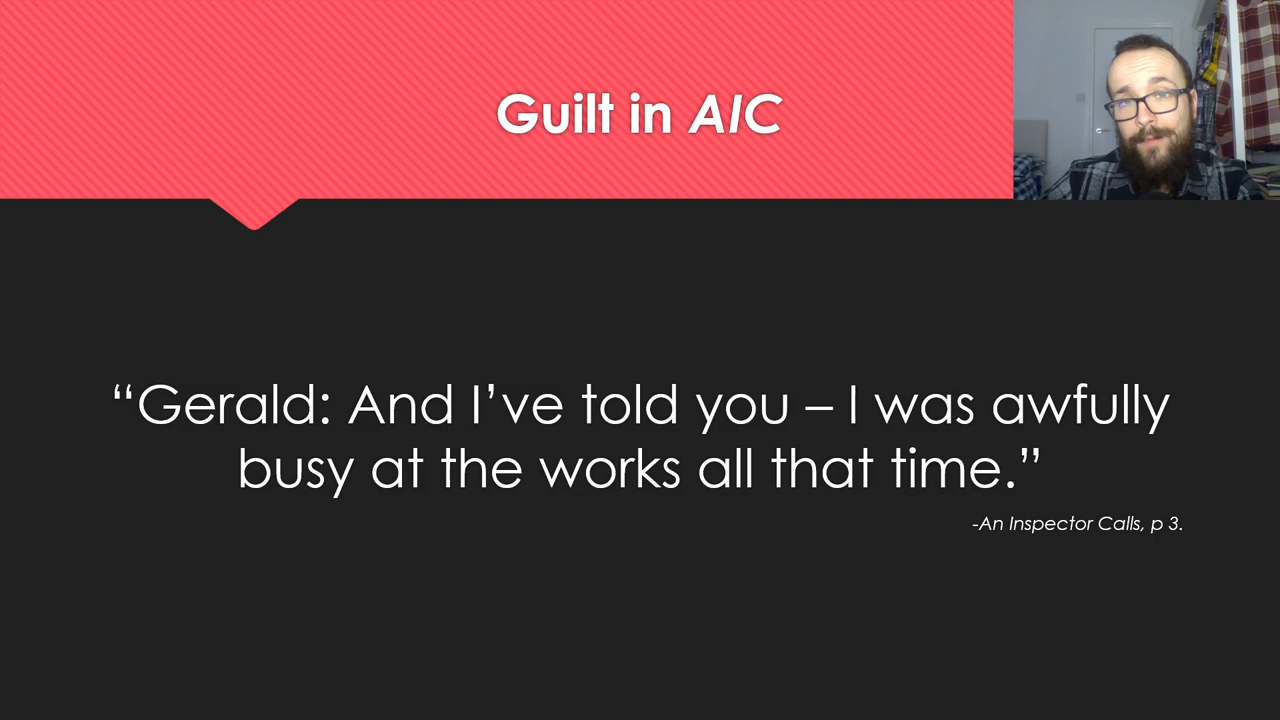 Guilt in AIC
“Gerald: And I’ve told you – I was awfully
busy at the works all that time.”
-An Inspector Calls, p 3.